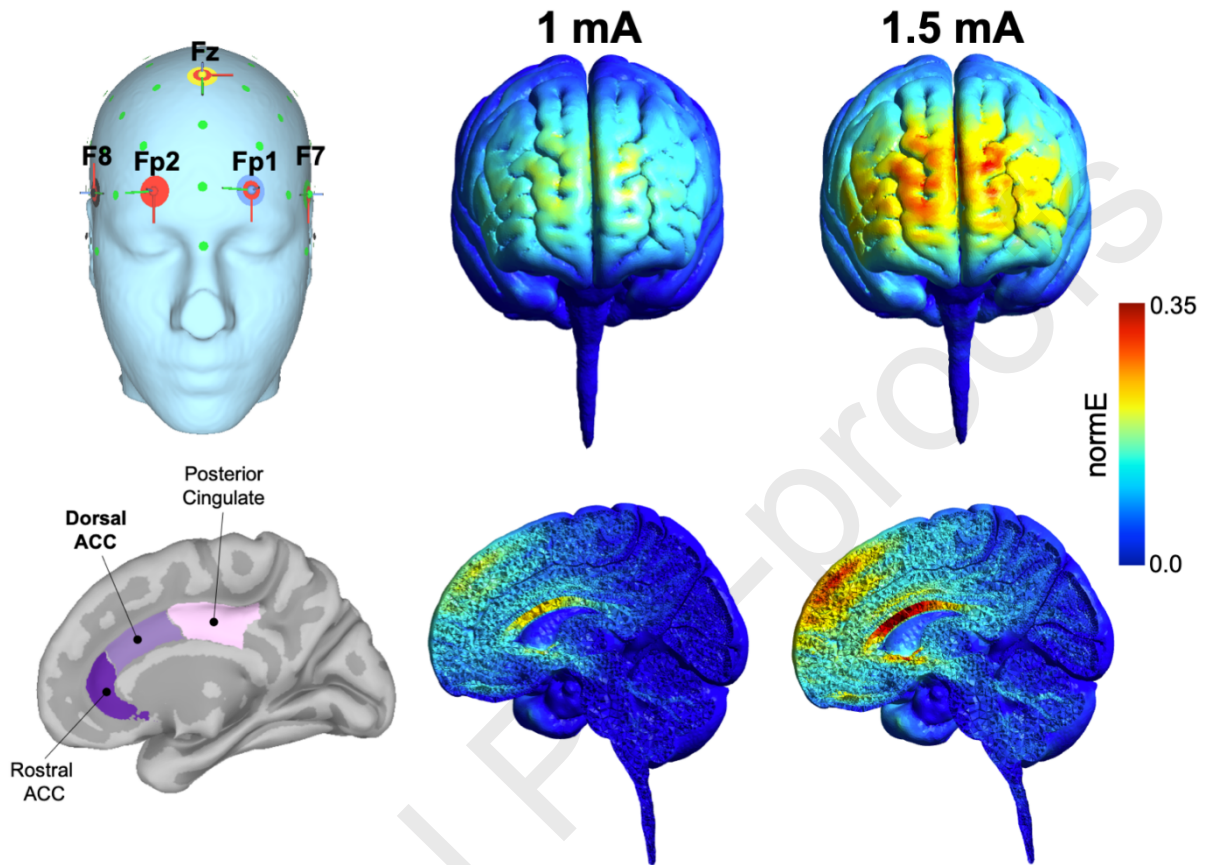 1 mA
1.5 mA
Fz
F8
Fp2
Fp1
F7
0.35
normE
0.0
Posterior
Cingulate
Dorsal
ACC
Rostral
ACC
l P
-proofs